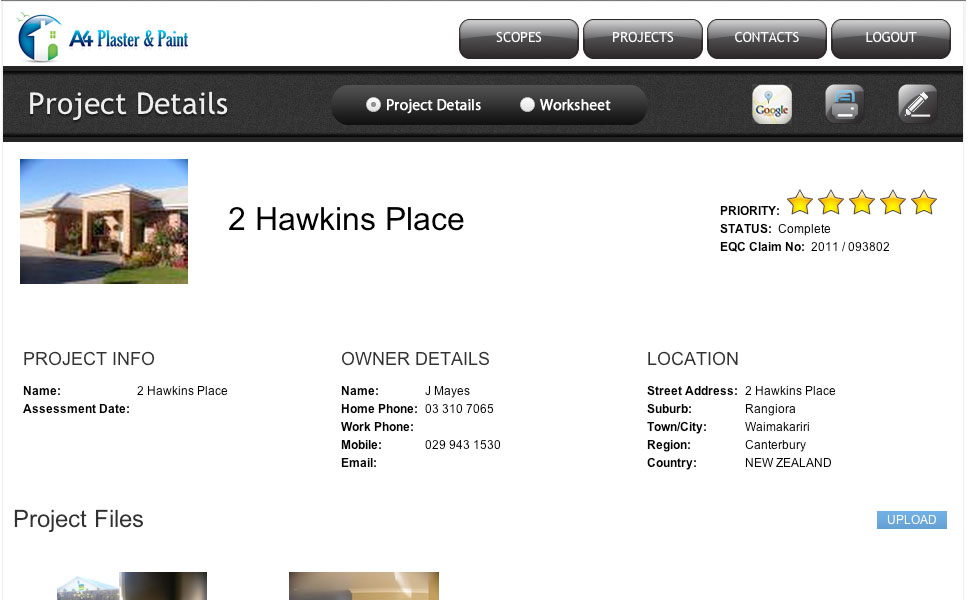 A4 Plaster & Paint
SCOPES
PROJECTS
CONTACTS
LOGOUT
Project Details
Project Details
Worksheet
Google
2 Hawkins Place
PRIORITY:
STATUS: Complete
EQC Claim No: 2011 / 093802
PROJECT INFO
Name: 2 Hawkins Place
Assessment Date:
OWNER DETAILS
Name: J Mayes
Home Phone: 03 310 7065
Work Phone:
Mobile: 029 943 1530
Email:
LOCATION
Street Address: 2 Hawkins Place
Suburb: Rangiora
Town/City: Waimakariri
Region: Canterbury
Country: NEW ZEALAND
Project Files
UPLOAD